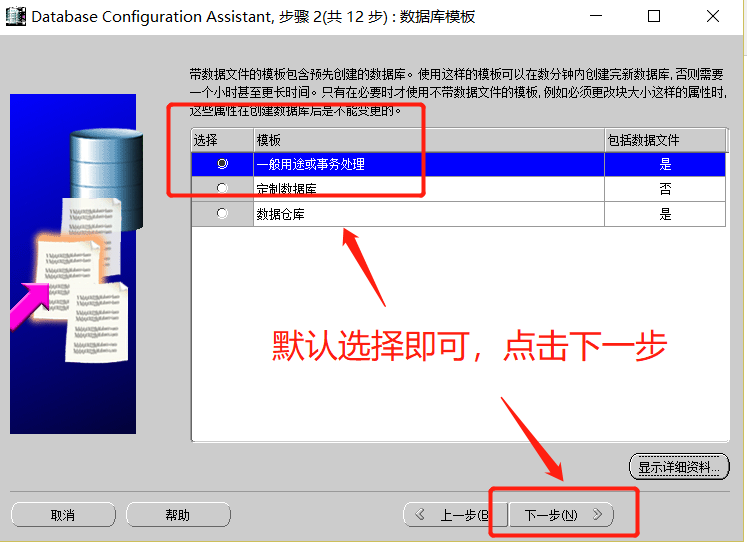 Database Configuration Assistant, 步骤 2(共 12 步) : 数据库模板
带数据文件的模板包含预先创建的数据库。使用这样的模板可以在数分钟内创建完新数据库, 否则需要
一个小时甚至更长时间。只有在必要时才使用不带数据文件的模板, 例如必须更改块大小这样的属性时,
这些属性在创建数据库后是不能变更的。
选择 模板 包括数据文件
一般用途或事务处理 是
定制数据库 否
数据仓库 是
默认选择即可，点击下一步
显示详细资料...
取消 帮助 上一步(B 下一步(N)